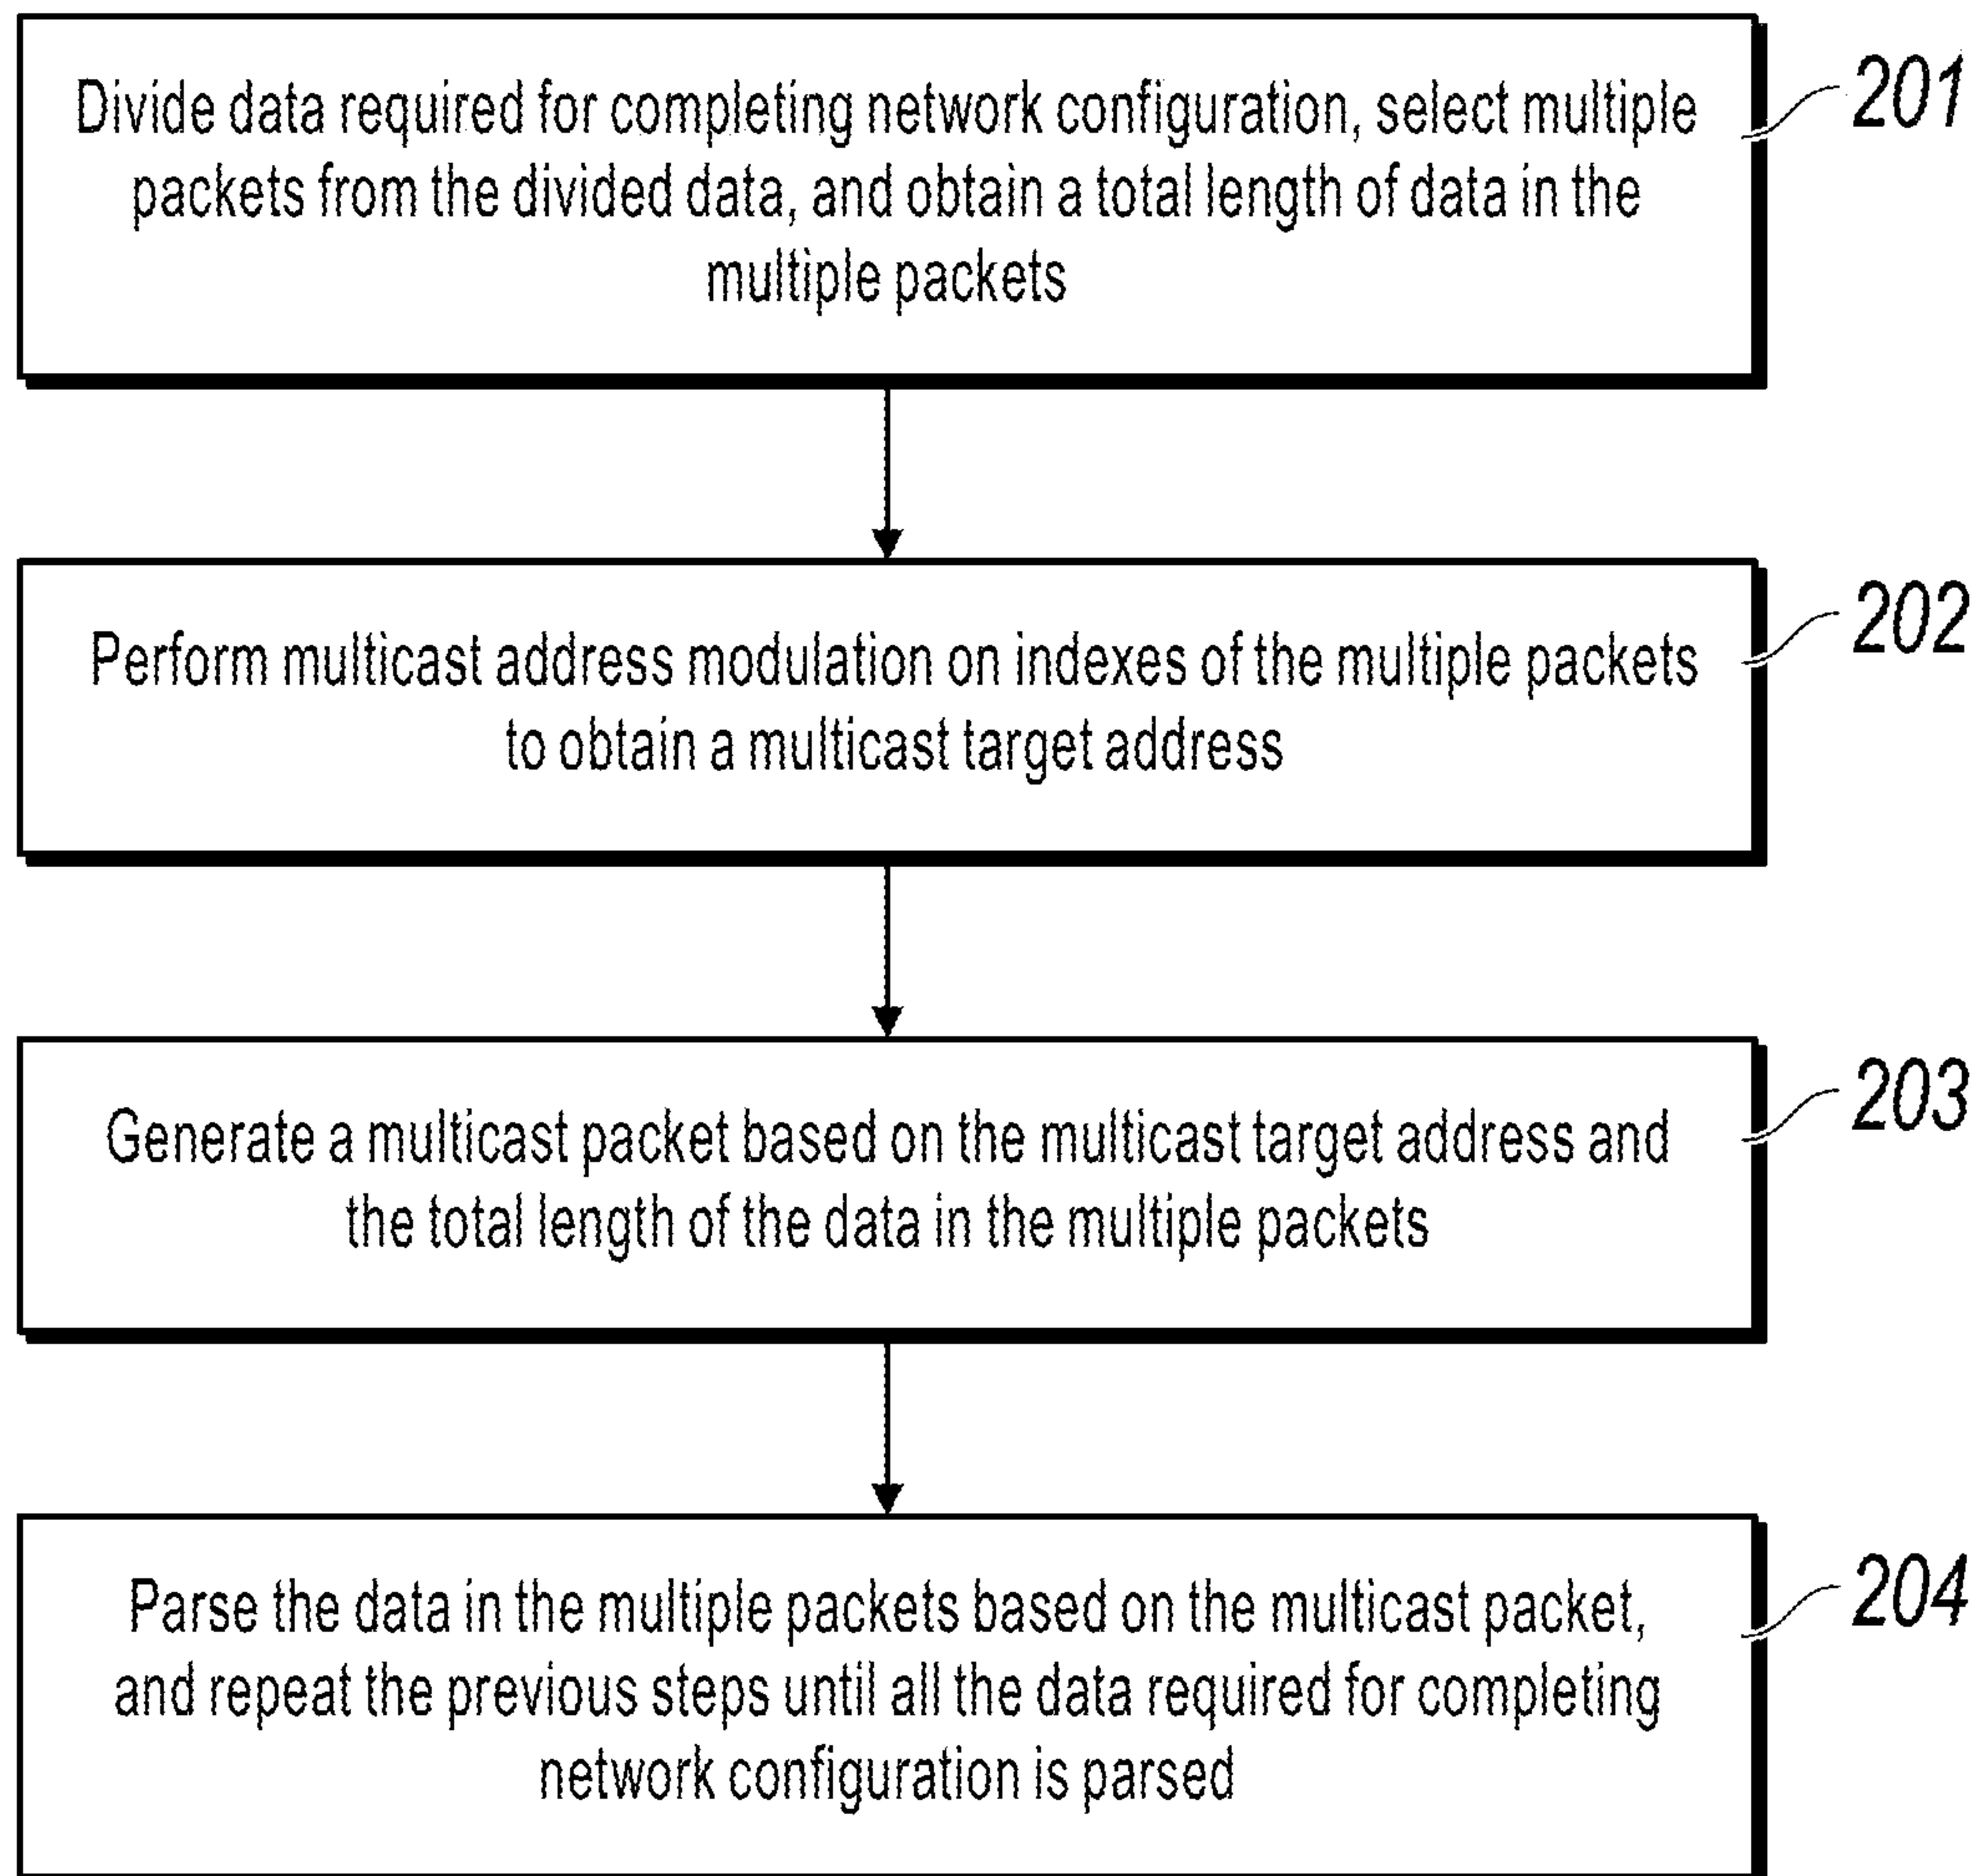 Divide data required for completing network configuration, select multiple
packets from the divided data, and obtain a total length of data in the
multiple packets
201
Perform multicast address modulation on indexes of the multiple packets
to obtain a multicast target address
202
Generate a multicast packet based on the multicast target address and
the total length of the data in the multiple packets
203
Parse the data in the multiple packets based on the multicast packet,
and repeat the previous steps until all the data required for completing
network configuration is parsed
204